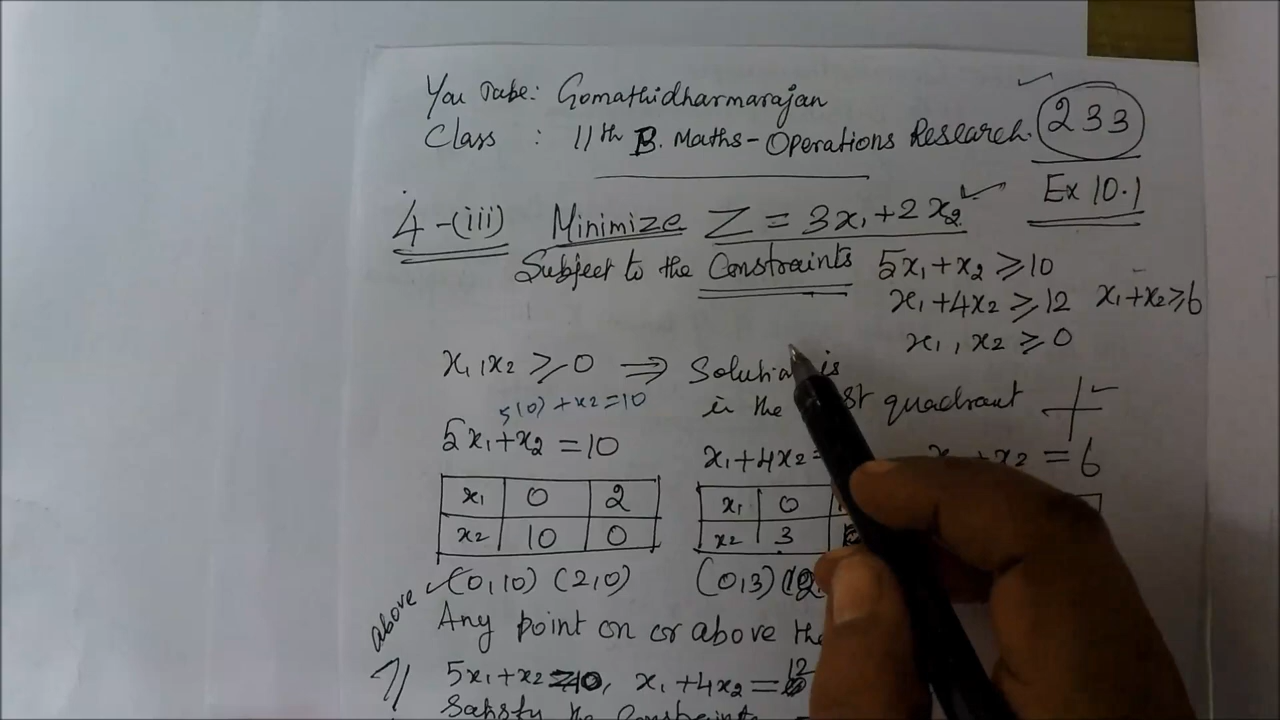 You Tube: Gomathidharmarajan
Class : 11th B. Maths - Operations Research.
233
Ex 10.1
4-(iii) Minimize Z = 3x₁+2x₂
Subject to the Constraints 5x₁+x₂ ≥ 10
x₁+4x₂ ≥ 12 x₁+x₂ ≥ 6
x₁, x₂ ≥ 0
x₁, x₂ ≥ 0 ⇒ is
in the quadrant
5(0) + x₂ = 10
5x₁+x₂ = 10 x₁+4x₂= +x₂ = 6
x₁ 0 2 x₁ 0
x₂ 10 0 x₂ 3
above (0,10) (2,0) (0,3)
Any point on or above the
5x₁+x₂ = 10, x₁+4x₂ = 12
Satisfy the Constraints